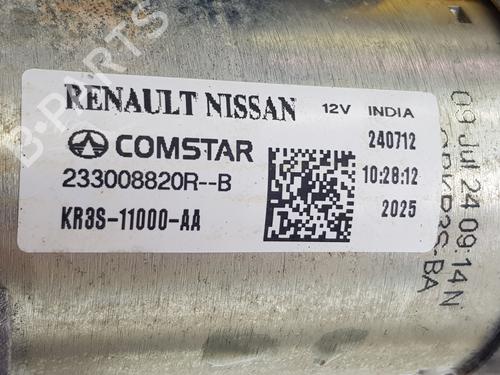 RENAULT NISSAN 12V INDIA
COMSTAR 240712
233008820R--B 10:28:12
KR3S-11000-AA 2025
09 Jul 24 09:14 N
B-PARTS